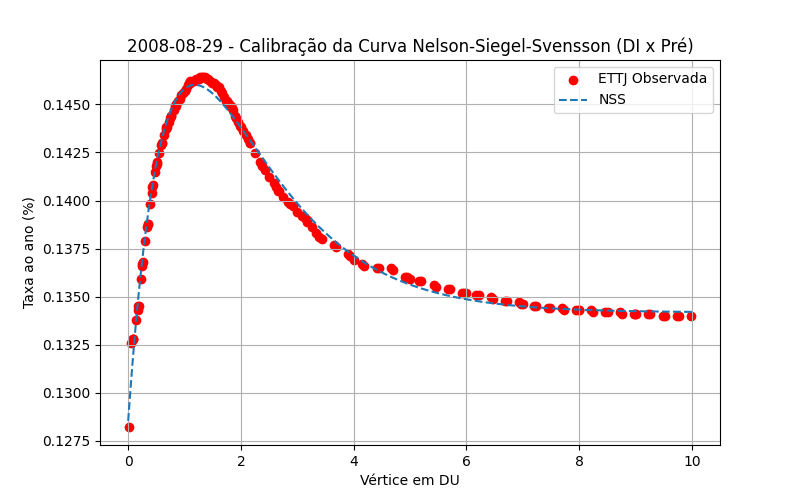 2008-08-29 - Calibração da Curva Nelson-Siegel-Svensson (DI x Pré)
ETTJ Observada
NSS
Taxa ao ano (%)
0.1450
0.1425
0.1400
0.1375
0.1350
0.1325
0.1300
0.1275
0 2 4 6 8 10
Vértice em DU